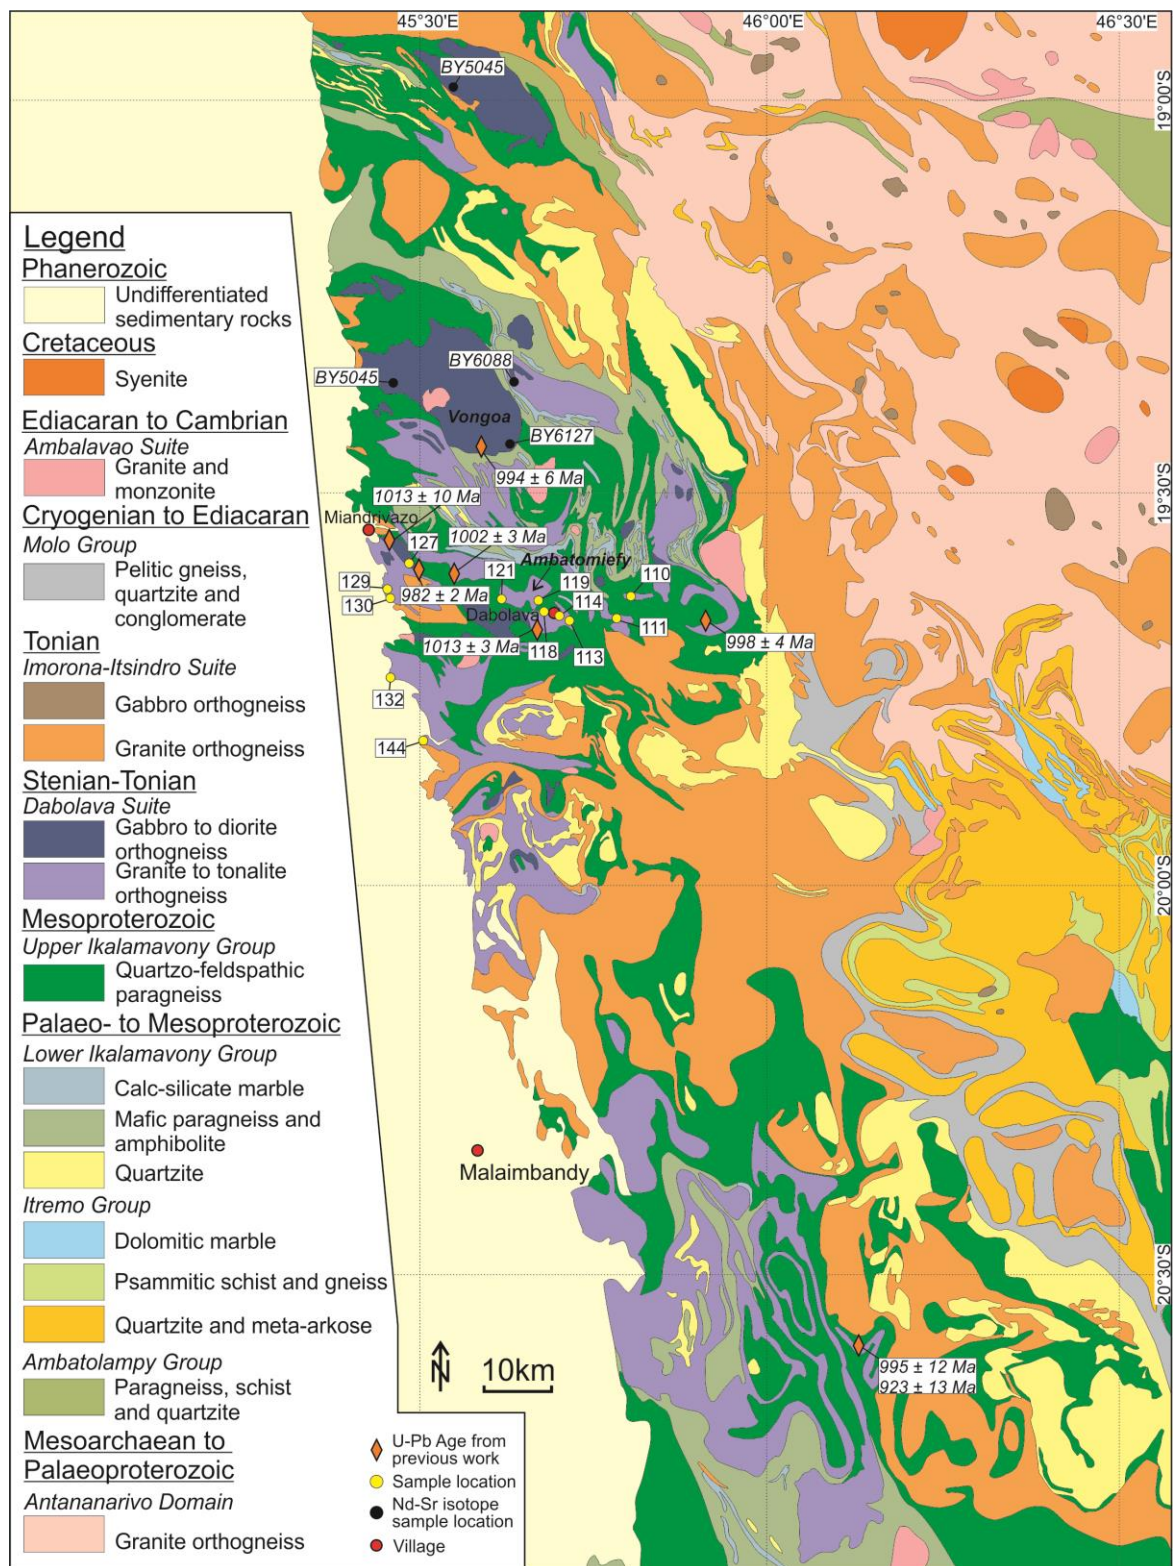 45°30'E
46°00'E
46°30'E
BY5045
19°00'S
Legend
Phanerozoic
Undifferentiated
sedimentary rocks
Cretaceous
Syenite
Ediacaran to Cambrian
Ambalavao Suite
Granite and
monzonite
Cryogenian to Ediacaran
Molo Group
Pelitic gneiss,
quartzite and
conglomerate
Tonian
Imorona-Itsindro Suite
Gabbro orthogneiss
Granite orthogneiss
Stenian-Tonian
Dabolava Suite
Gabbro to diorite
orthogneiss
Granite to tonalite
orthogneiss
Mesoproterozoic
Upper Ikalamavony Group
Quartzo-feldspathic
paragneiss
Palaeo- to Mesoproterozoic
Lower Ikalamavony Group
Calc-silicate marble
Mafic paragneiss and
amphibolite
Quartzite
Itremo Group
Dolomitic marble
Psammitic schist and gneiss
Quartzite and meta-arkose
Ambatolampy Group
Paragneiss, schist
and quartzite
Mesoarchaean to
Palaeoproterozoic
Antananarivo Domain
Granite orthogneiss
BY5045
BY6088
Vongoa
BY6127
994 ± 6 Ma
19°30'S
1013 ± 10 Ma
Miandrivazo
127
1002 ± 3 Ma
Ambatomiefy
129
130
982 ± 2 Ma
121
119
110
Dabolava
114
111
1013 ± 3 Ma
118
113
998 ± 4 Ma
132
144
20°00'S
Malaimbandy
20°30'S
995 ± 12 Ma
923 ± 13 Ma
N
10km
U-Pb Age from
previous work
Sample location
Nd-Sr isotope
sample location
Village